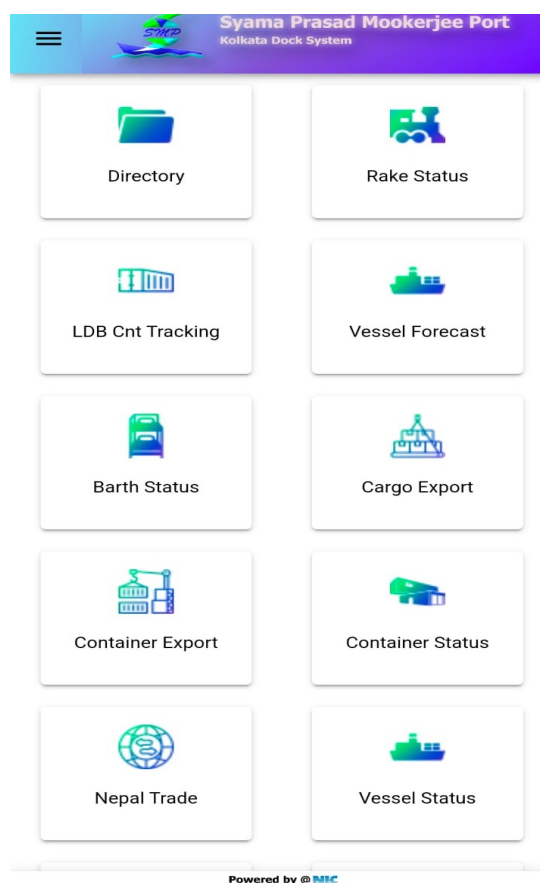 SMP
Syama Prasad Mookerjee Port
Kolkata Dock System
Directory
Rake Status
LDB Cnt Tracking
Vessel Forecast
Barth Status
Cargo Export
Container Export
Container Status
Nepal Trade
Vessel Status
Powered by @ NIC